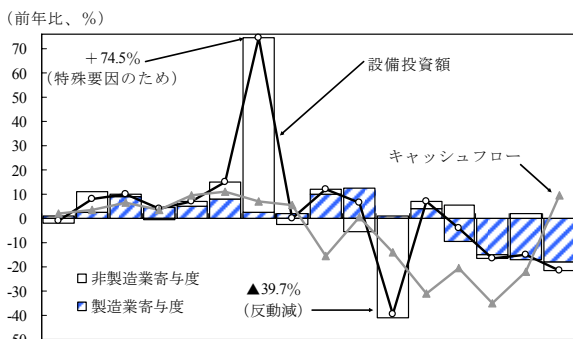 （前年比、％）
70
60
50
40
30
20
10
0
-10
-20
-30
-40
-50
＋74.5%
（特殊要因のため）
設備投資額
キャッシュフロー
非製造業寄与度
製造業寄与度
▲39.7%
（反動減）